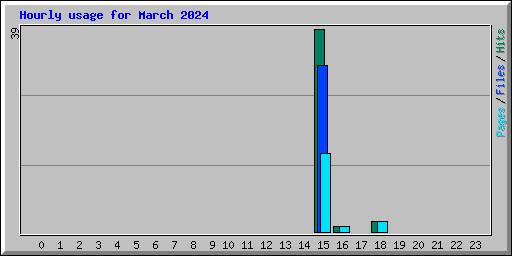 Hourly usage for March 2024
39
Pages/Files/Hits
0 1 2 3 4 5 6 7 8 9 10 11 12 13 14 15 16 17 18 19 20 21 22 23